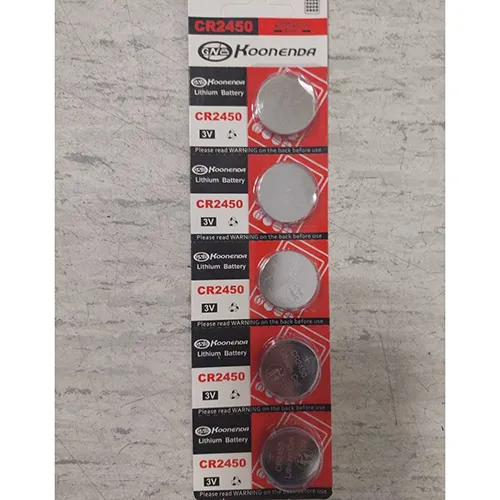 CR2450
GNC KOONENDA
KOONENDA
Lithium Battery
CR2450
3V
Please read WARNING on the back before use
KOONENDA
Lithium Battery
CR2450
3V
Please read WARNING on the back before use
KOONENDA
Lithium Battery
CR2450
3V
Please read WARNING on the back before use
KOONENDA
Lithium Battery
CR2450
3V
Please read WARNING on the back before use
KOONENDA
Lithium Battery
CR2450
3V
CR2450